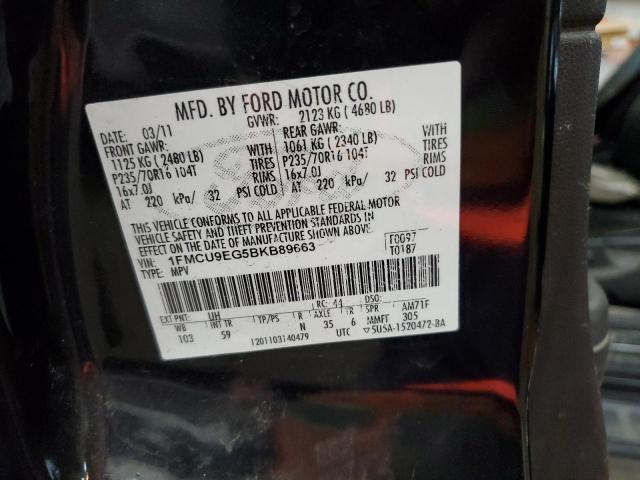 MFD. BY FORD MOTOR CO.
DATE: 03/11 GVWR: 2123 KG (4680 LB)
FRONT GAWR: REAR GAWR: WITH
1125 KG (2480 LB) WITH 1061 KG (2340 LB) TIRES
P235/70R16 104T TIRES P235/70R16 104T RIMS
16x7.0J RIMS 16x7.0J
AT 220 kPa/ 32 PSI COLD AT 220 kPa/ 32 PSI COLD
THIS VEHICLE CONFORMS TO ALL APPLICABLE FEDERAL MOTOR
VEHICLE SAFETY AND THEFT PREVENTION STANDARDS IN
EFFECT ON THE DATE OF MANUFACTURE SHOWN ABOVE.
VIN: 1FMCU9EG5BKB89663 F0097
TYPE: MPV T0187
EXT PNT: UH RC: 44 DSO:
WB INT TR TP/PS R AXLE TR SPR AM71F
103 59 N 35 6 MMFT 305
1201103140479 UTC ▽5USA-1520472-BA